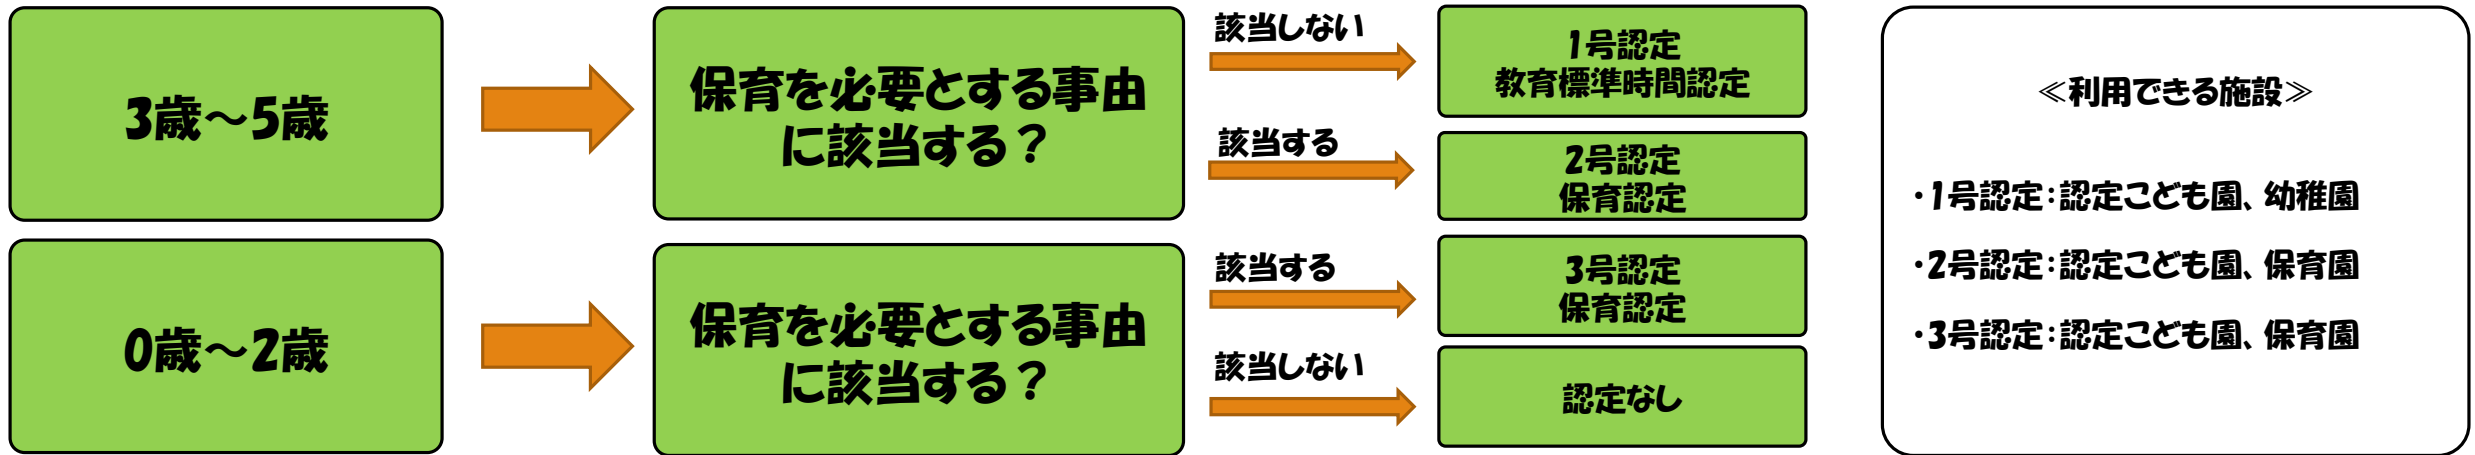 3歳～5歳
保育を必要とする事由
に該当する？
該当しない
1号認定
教育標準時間認定
該当する
2号認定
保育認定
0歳～2歳
保育を必要とする事由
に該当する？
該当する
3号認定
保育認定
該当しない
認定なし
≪利用できる施設≫
・1号認定：認定こども園、幼稚園
・2号認定：認定こども園、保育園
・3号認定：認定こども園、保育園